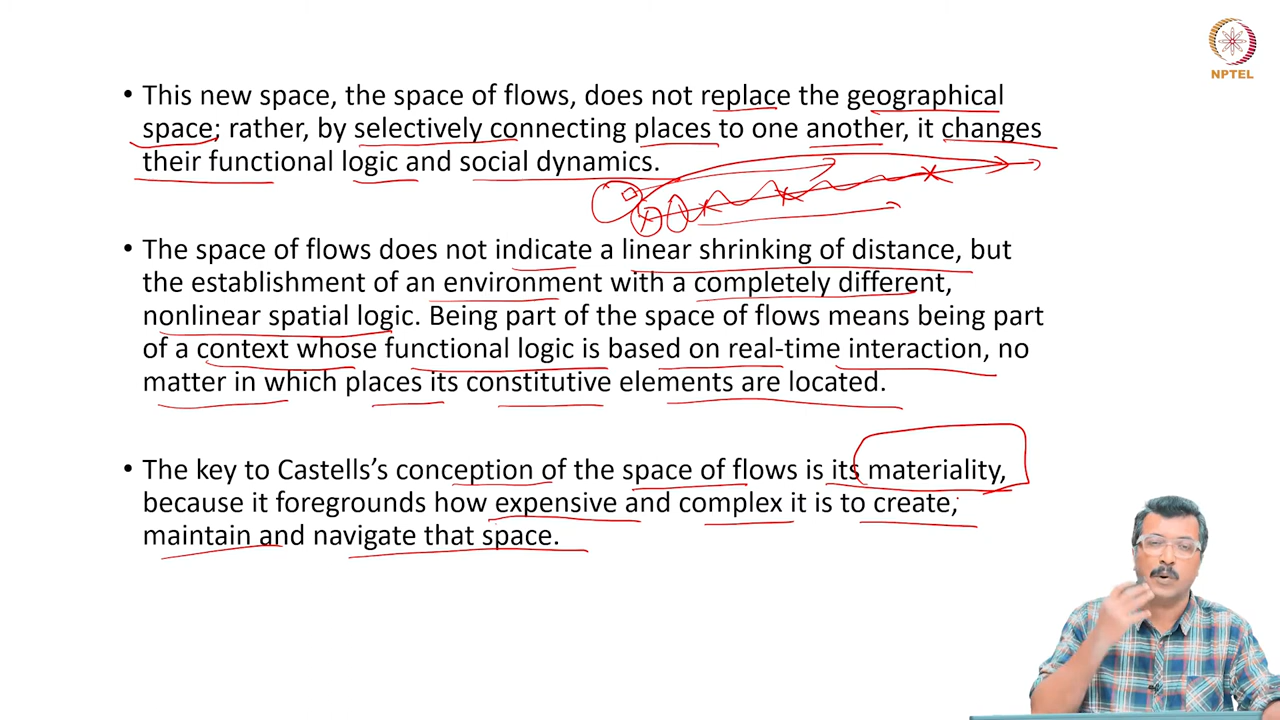 NPTEL
• This new space, the space of flows, does not replace the geographical
space; rather, by selectively connecting places to one another, it changes
their functional logic and social dynamics.
• The space of flows does not indicate a linear shrinking of distance, but
the establishment of an environment with a completely different,
nonlinear spatial logic. Being part of the space of flows means being part
of a context whose functional logic is based on real-time interaction, no
matter in which places its constitutive elements are located.
• The key to Castells’s conception of the space of flows is its materiality,
because it foregrounds how expensive and complex it is to create,
maintain and navigate that space.